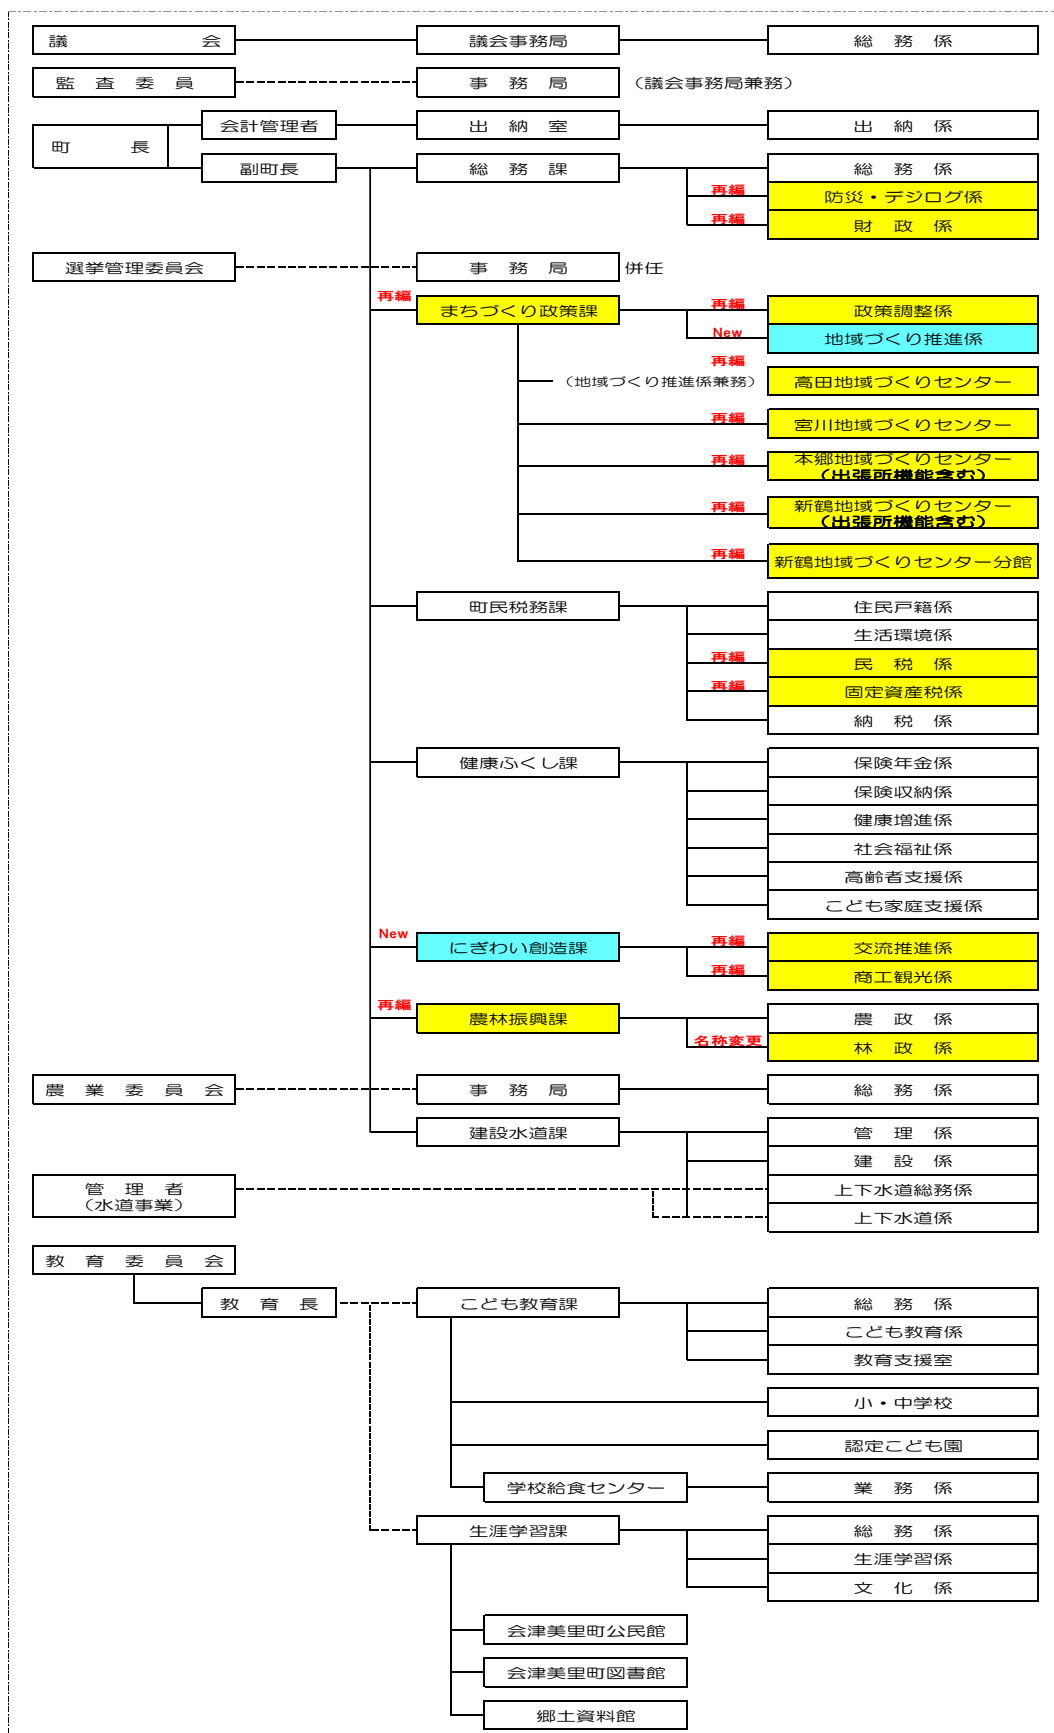 議　会　議会事務局　総務係
監査委員　事務局　（議会事務局兼務）
町長　会計管理者　出納室　出納係
副町長　総務課　総務係
再編　防災・デジログ係
再編　財政係
選挙管理委員会　事務局　併任
再編　まちづくり政策課　再編　政策調整係
New　地域づくり推進係
（地域づくり推進係兼務）　再編　高田地域づくりセンター
再編　宮川地域づくりセンター
再編　本郷地域づくりセンター
（出張所機能含む）
再編　新鶴地域づくりセンター
（出張所機能含む）
再編　新鶴地域づくりセンター分館
町民税務課　住民戸籍係
生活環境係
再編　民税係
再編　固定資産税係
納税係
健康ふくし課　保険年金係
保険収納係
健康増進係
社会福祉係
高齢者支援係
こども家庭支援係
New　にぎわい創造課　再編　交流推進係
再編　商工観光係
再編　農林振興課　農政係
名称変更　林政係
農業委員会　事務局　総務係
建設水道課　管理係
建設係
管理者　上下水道総務係
（水道事業）
上下水道係
教育委員会
教育長　こども教育課　総務係
こども教育係
教育支援室
小・中学校
認定こども園
学校給食センター　業務係
生涯学習課　総務係
生涯学習係
文化係
会津美里町公民館
会津美里町図書館
郷土資料館